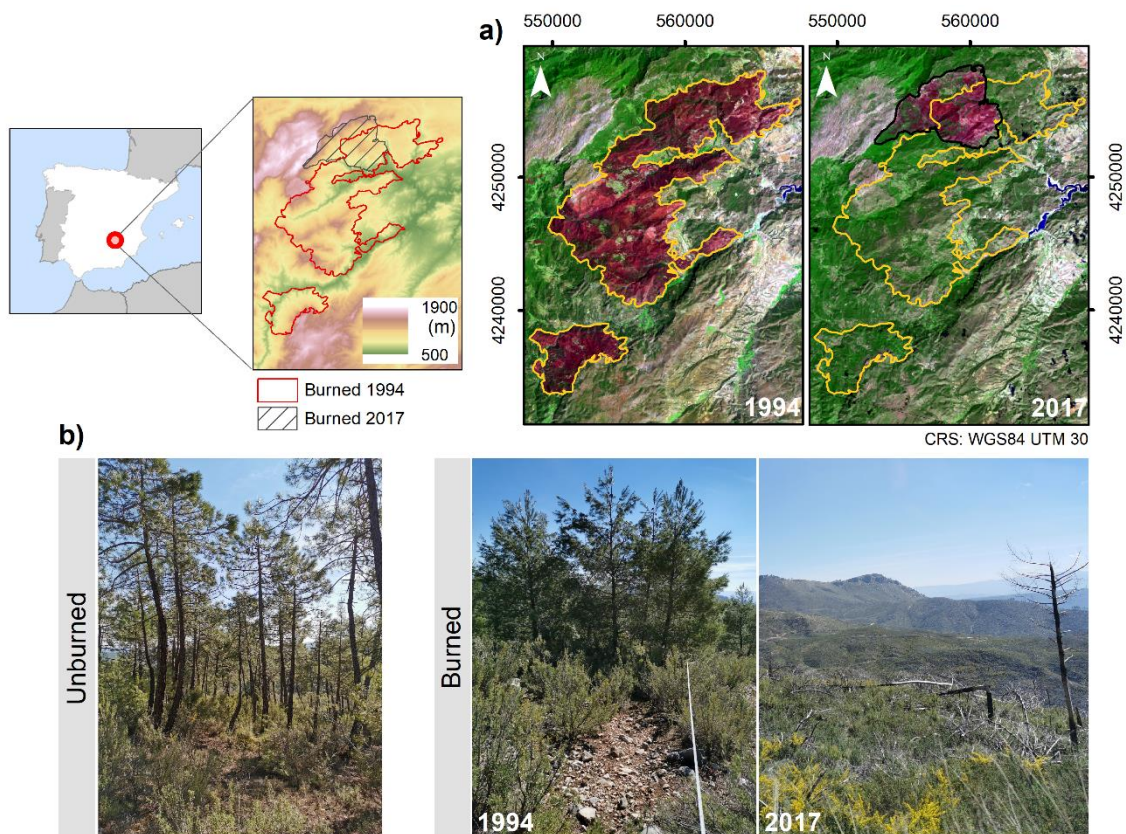 a)
550000 560000 550000 560000
N N
4250000
4240000
4250000
4240000
1994 2017
CRS: WGS84 UTM 30
1900
(m)
500
Burned 1994
Burned 2017
b)
Unburned
Burned
1994
2017